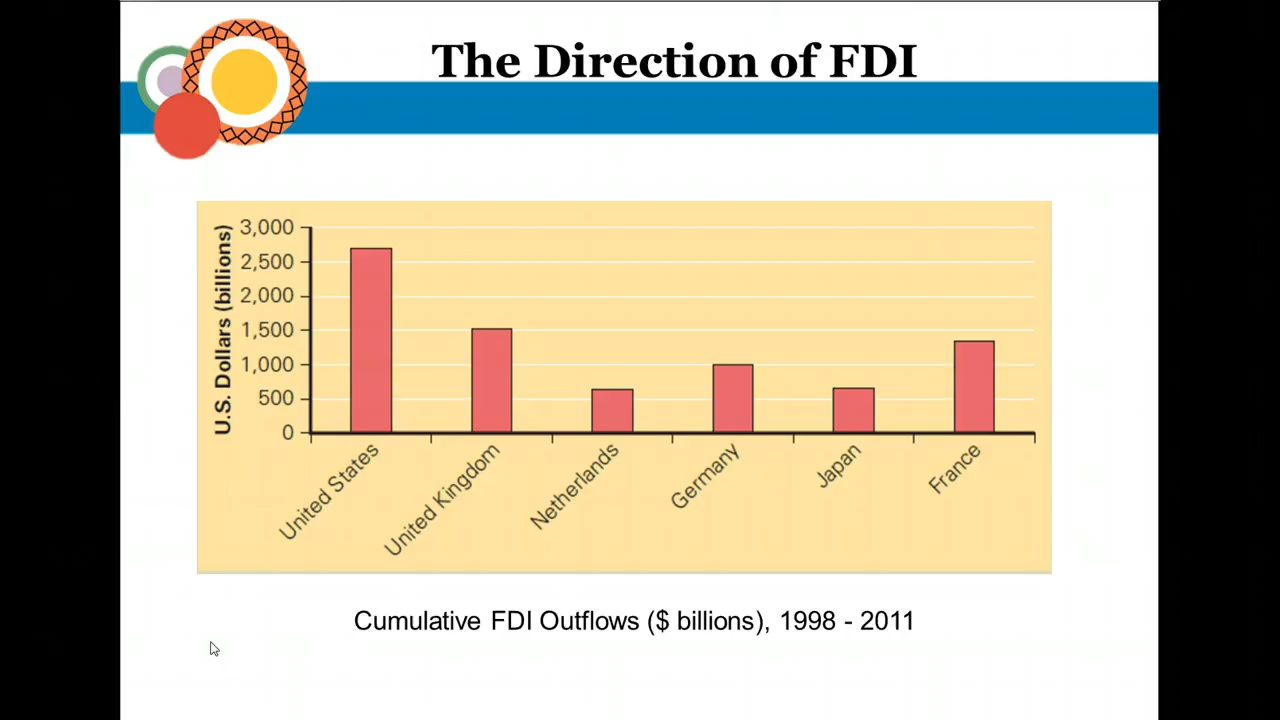 The Direction of FDI
U.S. Dollars (billions)
3,000
2,500
2,000
1,500
1,000
500
0
United States
United Kingdom
Netherlands
Germany
Japan
France
Cumulative FDI Outflows ($ billions), 1998 - 2011